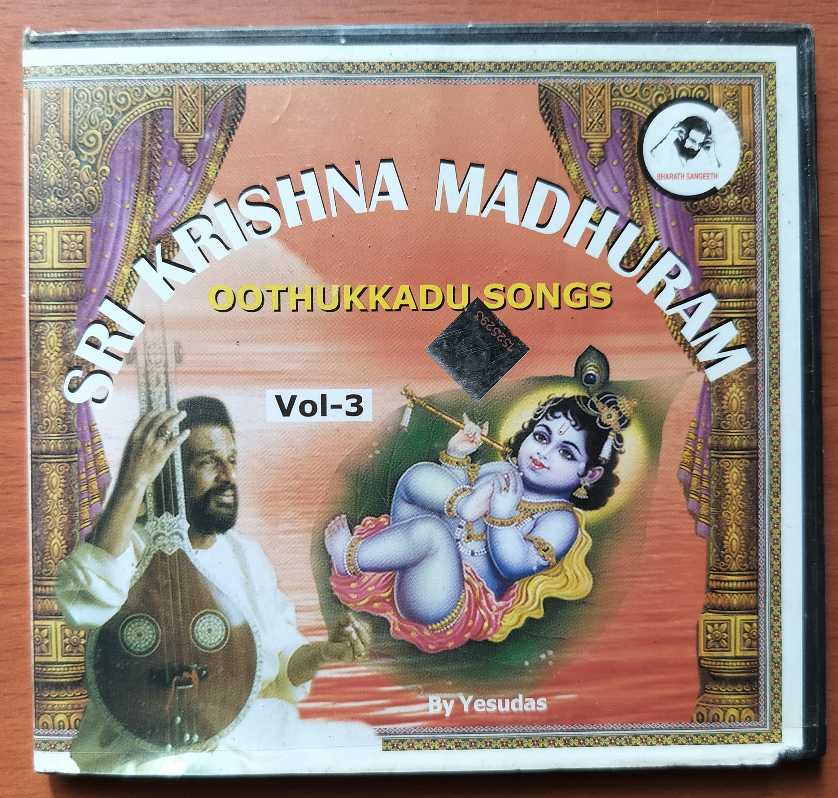 BHARATH SANGEETH
SRI KRISHNA MADHURAM
OOTHUKKADU SONGS
Vol-3
By Yesudas